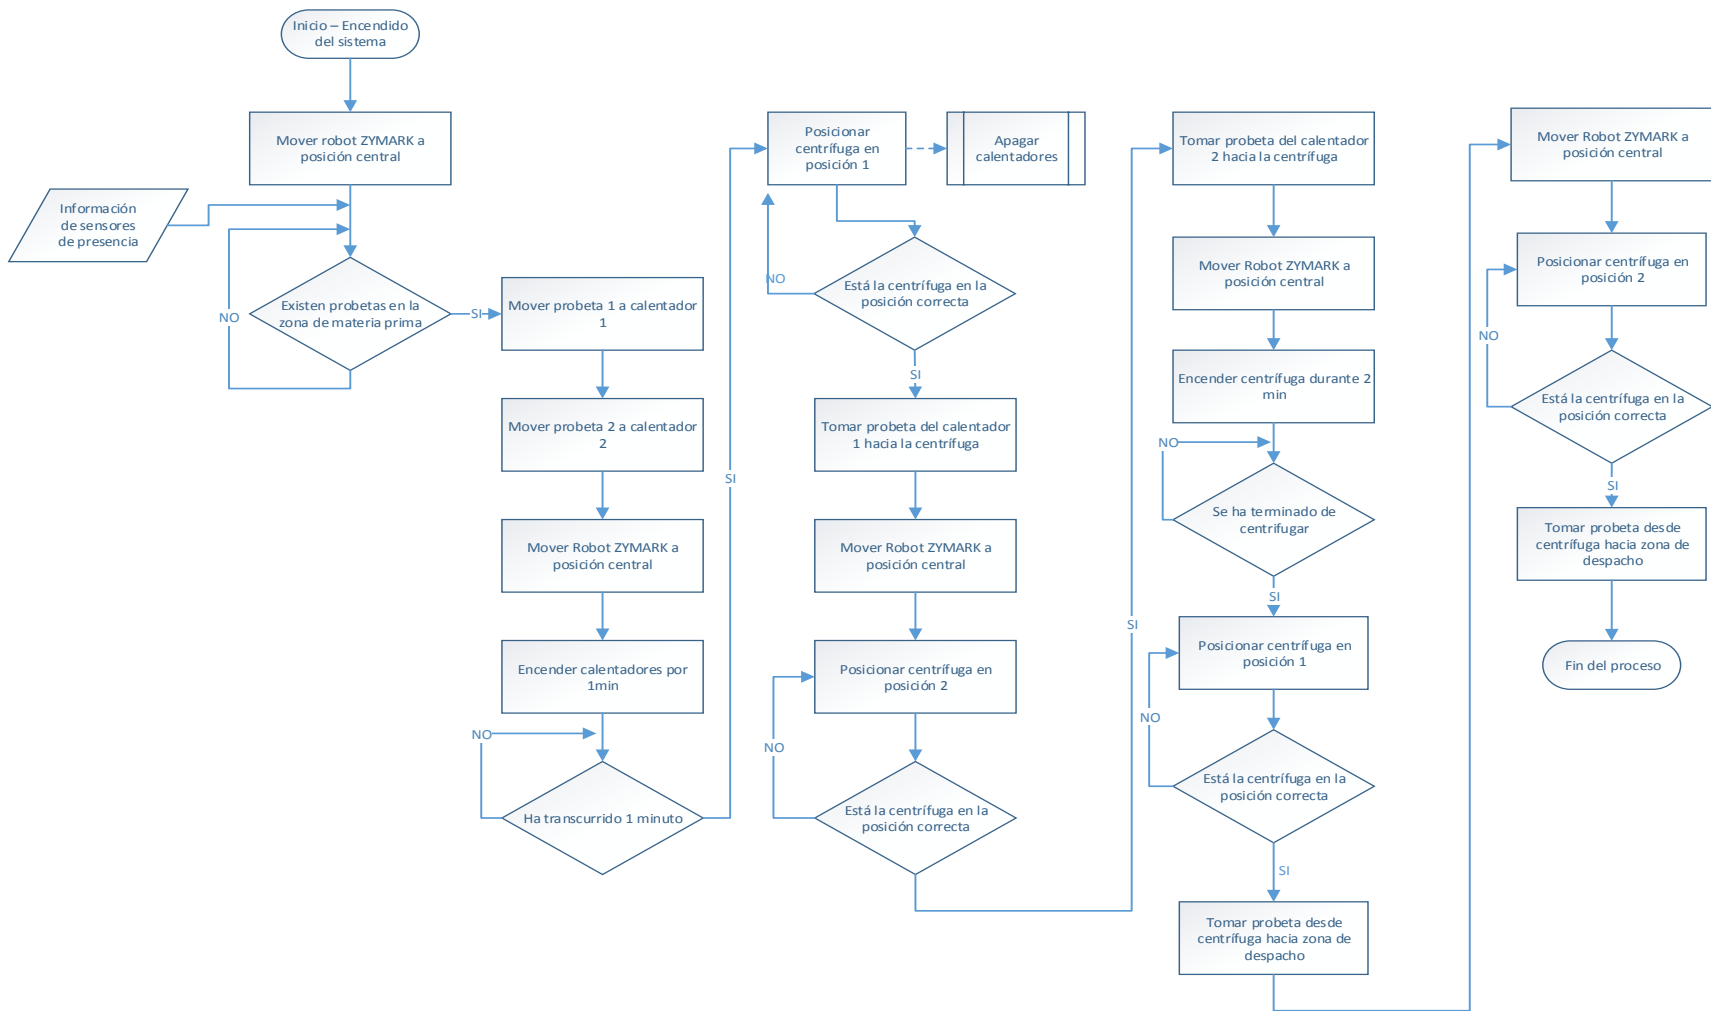 Inicio – Encendido
del sistema
Mover robot ZYMARK a
posición central
Información
de sensores
de presencia
Existen probetas en la
zona de materia prima
NO
SI
Mover probeta 1 a calentador
1
Mover probeta 2 a calentador
2
Mover Robot ZYMARK a
posición central
Encender calentadores por
1min
NO
Ha transcurrido 1 minuto
SI
Posicionar
centrífuga en
posición 1
Apagar
calentadores
NO
Está la centrífuga en la
posición correcta
SI
Tomar probeta del calentador
1 hacia la centrífuga
Mover Robot ZYMARK a
posición central
Posicionar centrífuga en
posición 2
NO
Está la centrífuga en la
posición correcta
SI
Tomar probeta del calentador
2 hacia la centrífuga
Mover Robot ZYMARK a
posición central
Encender centrífuga durante 2
min
NO
Se ha terminado de
centrifugar
SI
Posicionar centrífuga en
posición 1
NO
Está la centrífuga en la
posición correcta
SI
Tomar probeta desde
centrífuga hacia zona de
despacho
Mover Robot ZYMARK a
posición central
Posicionar centrífuga en
posición 2
NO
Está la centrífuga en la
posición correcta
SI
Tomar probeta desde
centrífuga hacia zona de
despacho
Fin del proceso